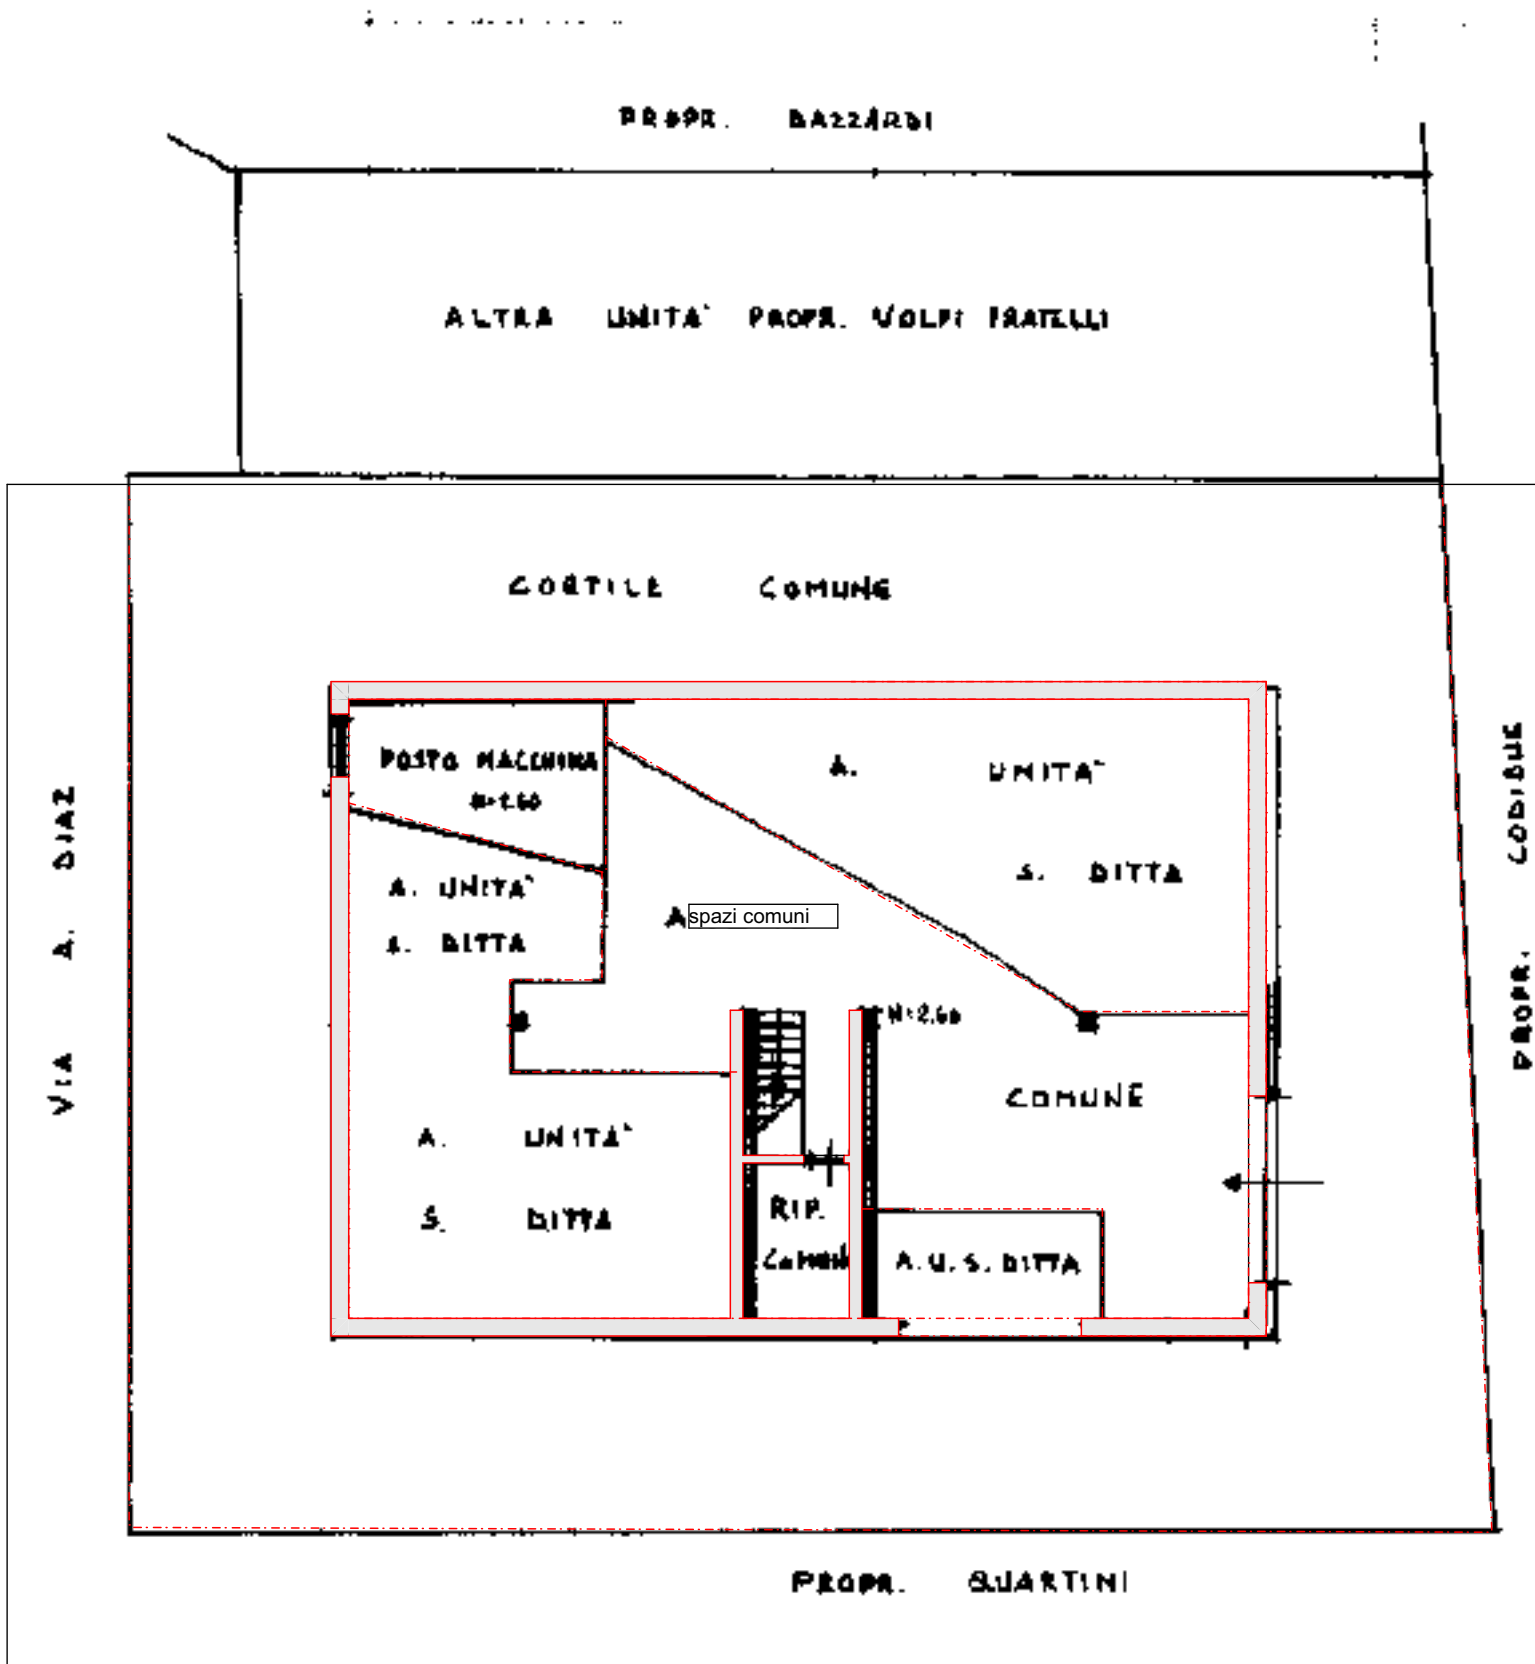 PROPR. BAZZARDI
ALTRA UNITA' PROPR. VOLPI FRATELLI
CORTILE COMUNE
POSTO MACCHINA
H=2.60
A. UNITA'
S. DITTA
A. UNITA'
S. DITTA
A spazi comuni
H=2.60
COMUNE
A. UNITA'
S. DITTA
RIP.
COMUNE
A. U. S. DITTA
VIA A. DIAZ
PROPR. CODIBUE
PROPR. QUARTINI